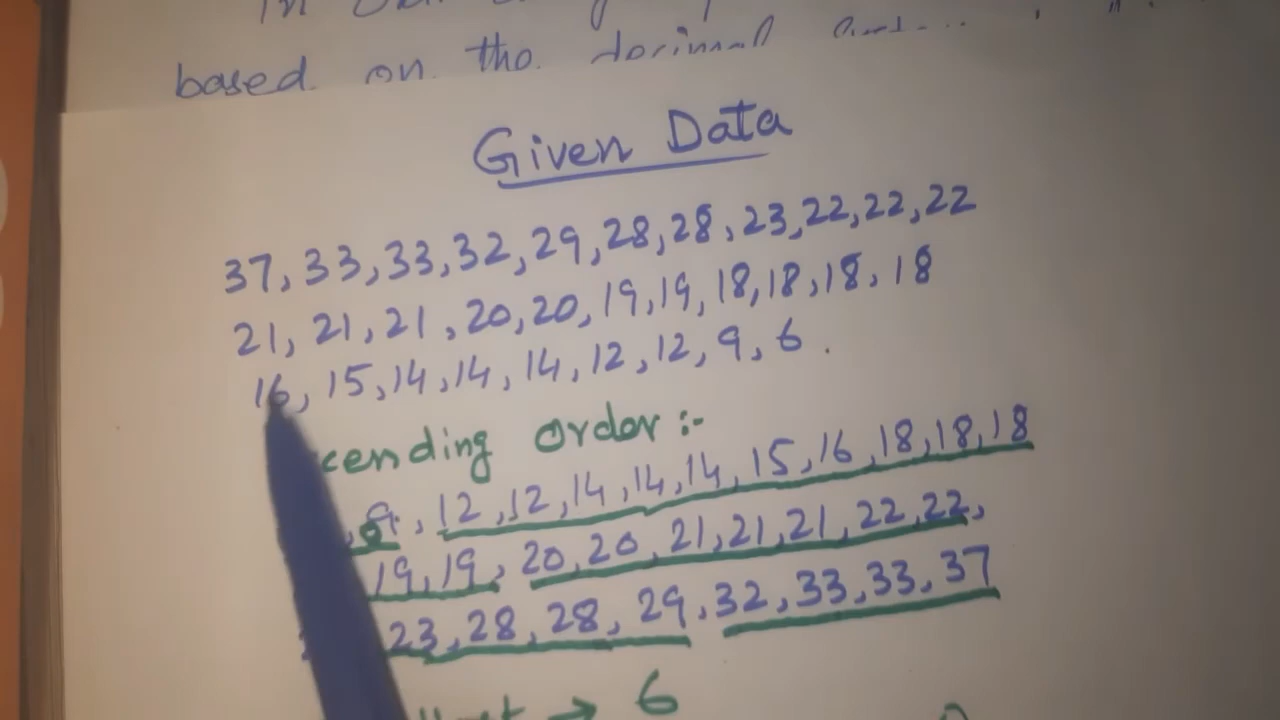 based on the
Given Data
37, 33, 33, 32, 29, 28, 28, 23, 22, 22, 22
21, 21, 21, 20, 20, 19, 19, 18, 18, 18, 18
16, 15, 14, 14, 14, 12, 12, 9, 6.
cending order :-
9, 12, 12, 14, 14, 14, 15, 16, 18, 18, 18
19, 19, 20, 20, 21, 21, 21, 22, 22,
23, 28, 28, 29, 32, 33, 33, 37
→ 6